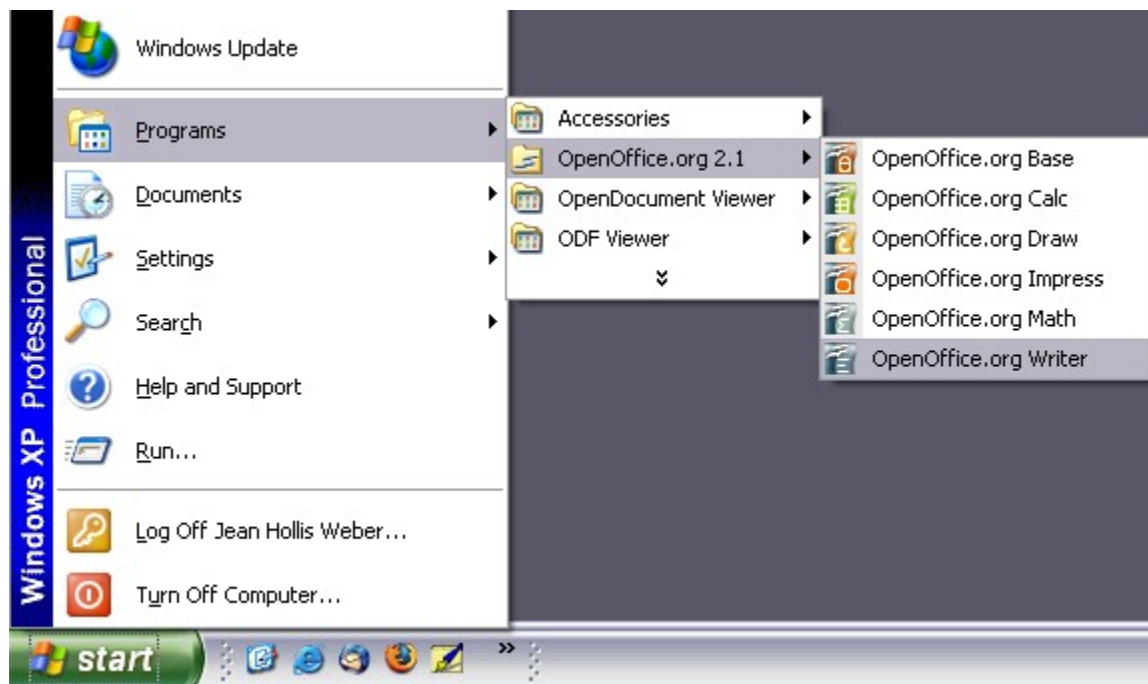 Windows XP Professional
Windows Update
Programs
Documents
Settings
Search
Help and Support
Run...
Log Off Jean Hollis Weber...
Turn Off Computer...
Accessories
OpenOffice.org 2.1
OpenDocument Viewer
ODF Viewer
OpenOffice.org Base
OpenOffice.org Calc
OpenOffice.org Draw
OpenOffice.org Impress
OpenOffice.org Math
OpenOffice.org Writer
start